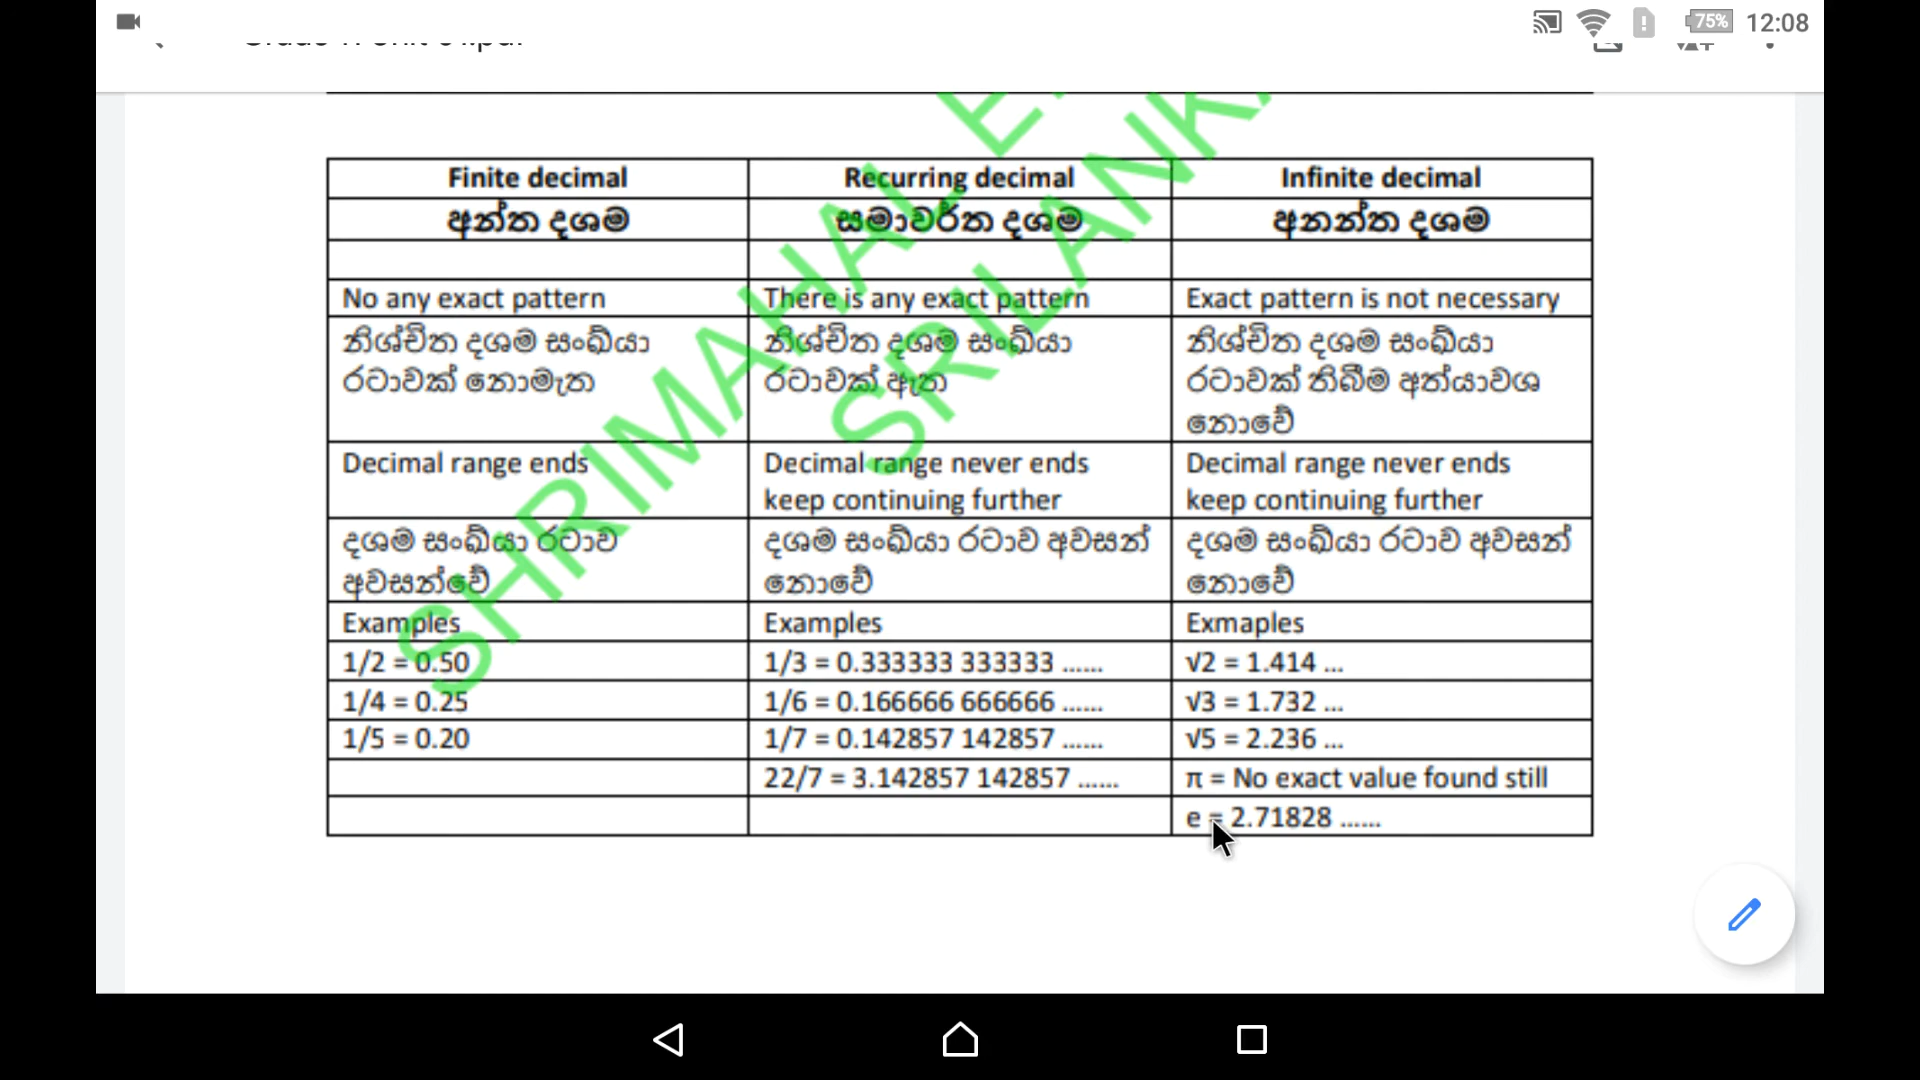 75% 12:08
Finite decimal Recurring decimal Infinite decimal
අන්ත දශම සමාවර්ත දශම අනන්ත දශම
No any exact pattern There is any exact pattern Exact pattern is not necessary
නිශ්චිත දශම සංඛ්යා නිශ්චිත දශම සංඛ්යා නිශ්චිත දශම සංඛ්යා
රටාවක් නොමැත රටාවක් ඇත රටාවක් තිබීම අත්යාවශ
නොවේ
Decimal range ends Decimal range never ends Decimal range never ends
keep continuing further keep continuing further
දශම සංඛ්යා රටාව දශම සංඛ්යා රටාව අවසන් දශම සංඛ්යා රටාව අවසන්
අවසන්වේ නොවේ නොවේ
Examples Examples Exmaples
1/2 = 0.50 1/3 = 0.333333 333333 ...... √2 = 1.414 ...
1/4 = 0.25 1/6 = 0.166666 666666 ...... √3 = 1.732 ...
1/5 = 0.20 1/7 = 0.142857 142857 ...... √5 = 2.236 ...
22/7 = 3.142857 142857 ...... π = No exact value found still
e = 2.71828 ......
SHRIMAHAL E
SRILANK